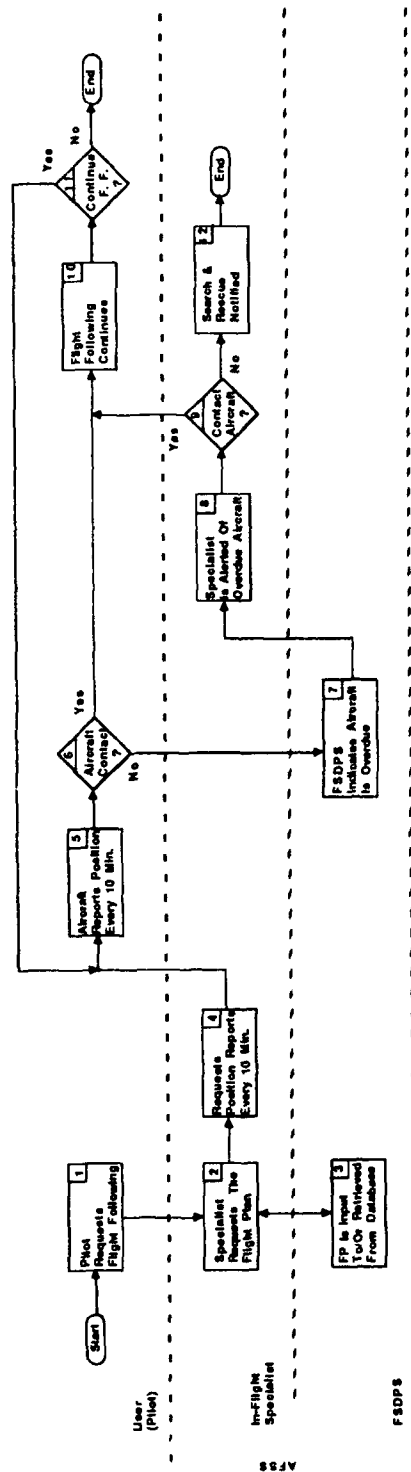 Start
1
Pilot
Requests
Flight Following
User
(Pilot)
2
Specialist
Requests The
Flight Plan
4
Requests
Position Reports
Every 10 Min.
In-Flight
Specialist
AFSS
3
FP Is Input
To/Or Retrieved
From Database
FSDPS
5
Aircraft
Reports Position
Every 10 Min.
6
Aircraft
Contact
?
Yes
No
7
FSDPS
Indicates Aircraft
Is Overdue
8
Specialist
Is Alerted Of
Overdue Aircraft
9
Contact
Aircraft
?
Yes
No
10
Flight
Following
Continues
11
Continue
F. F.
?
Yes
No
End
12
Search &
Rescue
Notified
End